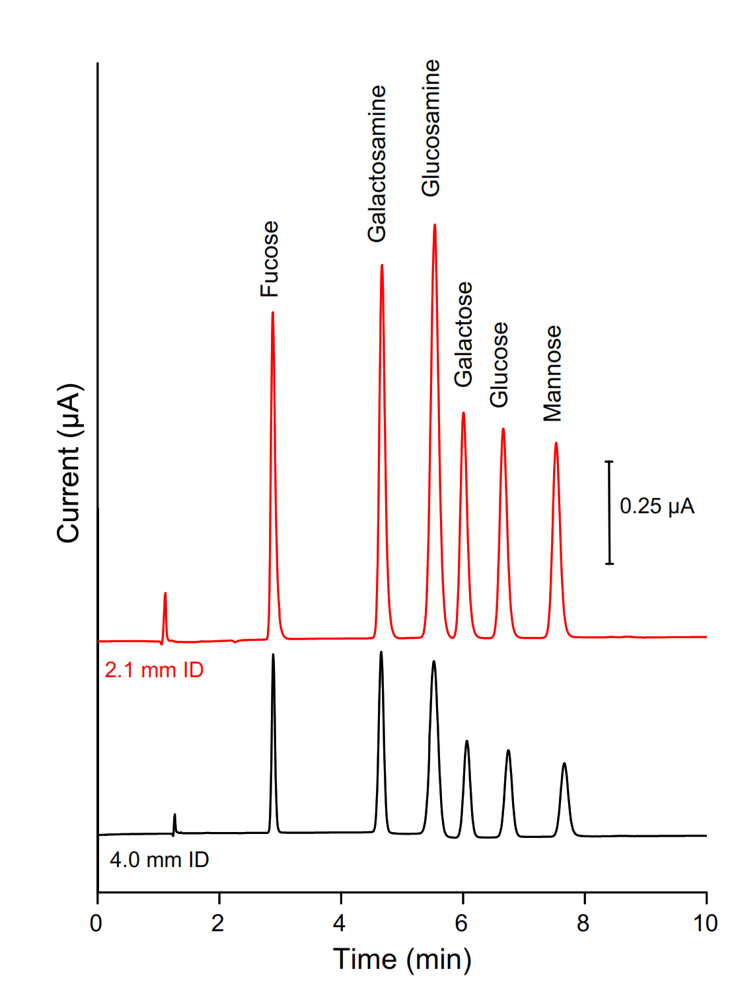 Glucosamine
Galactosamine
Fucose
Galactose
Glucose
Mannose
Current (µA)
0.25 µA
2.1 mm ID
4.0 mm ID
0 2 4 6 8 10
Time (min)